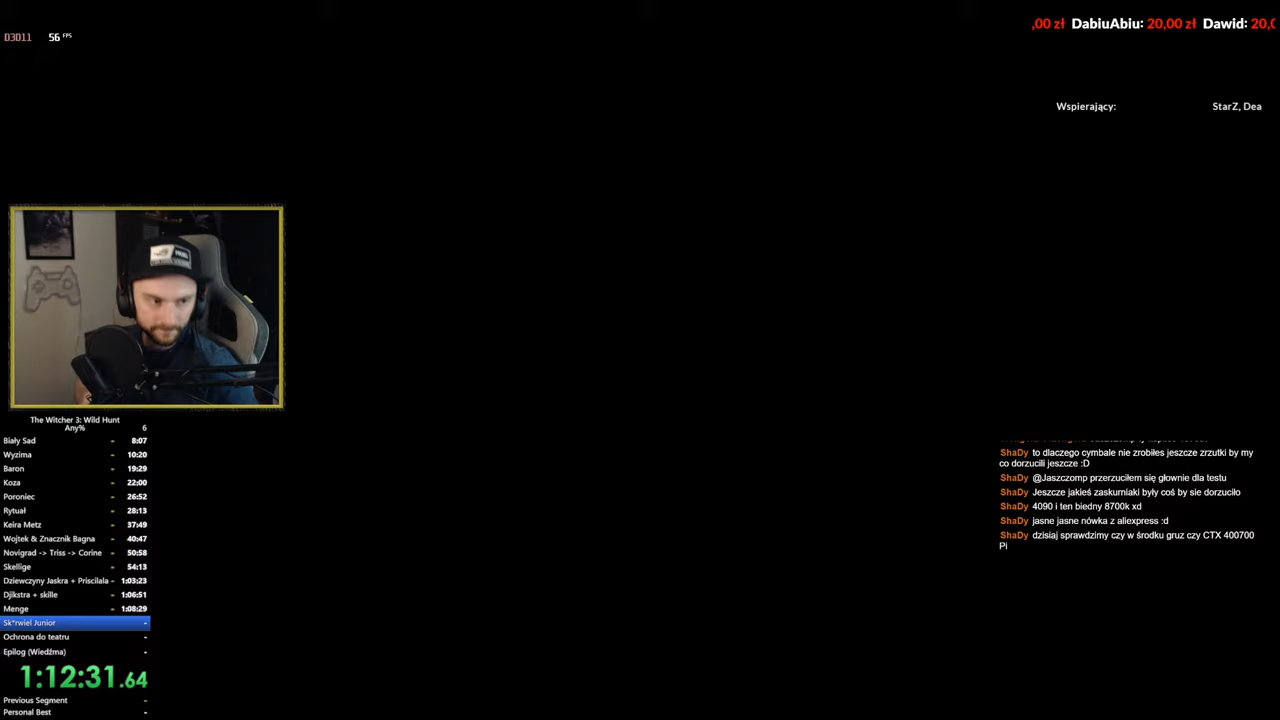 ,00 zł DabiuAbiu: 20,00 zł Dawid: 20,0
D3D11 56 FPS
Wspierający: StarZ, Dea
The Witcher 3: Wild Hunt
Any% 6
Biały Sad - 8:07
Wyzima - 10:20
Baron - 19:29
Koza - 22:00
Poroniec - 26:52
Rytuał - 28:13
Keira Metz - 37:49
Wojtek & Znacznik Bagna - 40:47
Novigrad -> Triss -> Corine - 50:58
Skellige - 54:13
Dziewczyny Jaskra + Priscilala - 1:03:23
Djikstra + skille - 1:06:51
Menge - 1:08:29
Sk*rwiel Junior -
Ochrona do teatru -
Epilog (Wiedźma) -
1:12:31.64
Previous Segment -
Personal Best -
ShaDy to dlaczego cymbale nie zrobiłes jeszcze zrzutki by my
co dorzucili jeszcze :D
ShaDy @Jaszczomp przerzuciłem się głownie dla testu
ShaDy Jeszcze jakieś zaskurniaki były coś by sie dorzuciło
ShaDy 4090 i ten biedny 8700k xd
ShaDy jasne jasne nówka z aliexpress :d
ShaDy dzisiaj sprawdzimy czy w środku gruz czy CTX 400700
Pi